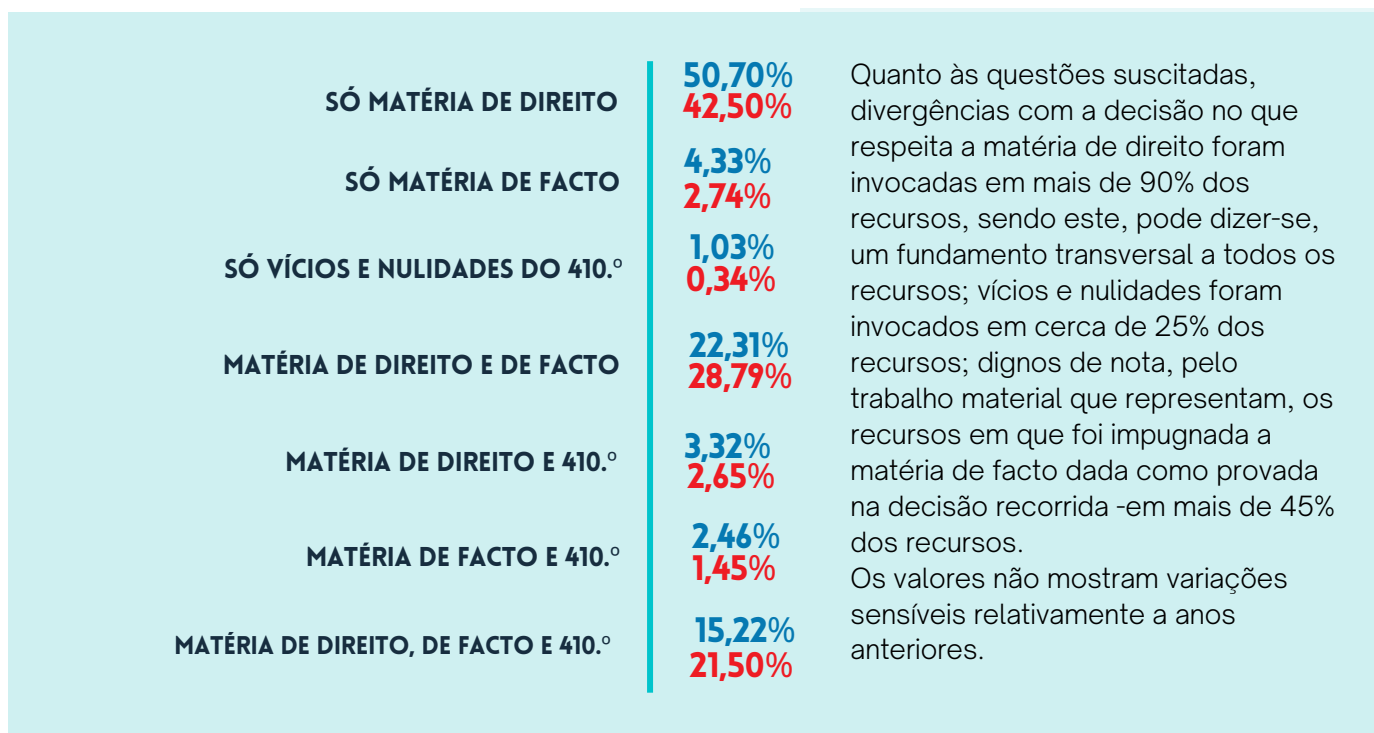 SÓ MATÉRIA DE DIREITO
50,70%
42,50%
SÓ MATÉRIA DE FACTO
4,33%
2,74%
SÓ VÍCIOS E NULIDADES DO 410.º
1,03%
0,34%
MATÉRIA DE DIREITO E DE FACTO
22,31%
28,79%
MATÉRIA DE DIREITO E 410.º
3,32%
2,65%
MATÉRIA DE FACTO E 410.º
2,46%
1,45%
MATÉRIA DE DIREITO, DE FACTO E 410.º
15,22%
21,50%
Quanto às questões suscitadas,
divergências com a decisão no que
respeita a matéria de direito foram
invocadas em mais de 90% dos
recursos, sendo este, pode dizer-se,
um fundamento transversal a todos os
recursos; vícios e nulidades foram
invocados em cerca de 25% dos
recursos; dignos de nota, pelo
trabalho material que representam, os
recursos em que foi impugnada a
matéria de facto dada como provada
na decisão recorrida -em mais de 45%
dos recursos.
Os valores não mostram variações
sensíveis relativamente a anos
anteriores.